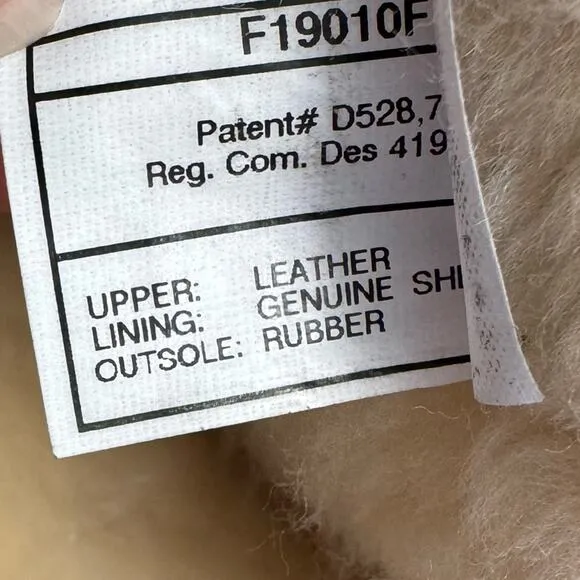 F19010F
Patent# D528,7
Reg. Com. Des 419
UPPER: LEATHER
LINING: GENUINE SH
OUTSOLE: RUBBER